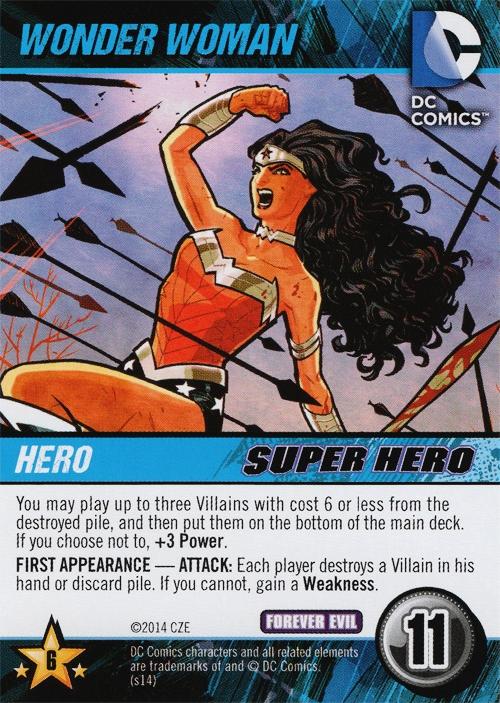 WONDER WOMAN
DC
DC
COMICS™
HERO
SUPER HERO
You may play up to three Villains with cost 6 or less from the
destroyed pile, and then put them on the bottom of the main deck.
If you choose not to, +3 Power.
FIRST APPEARANCE — ATTACK: Each player destroys a Villain in his
hand or discard pile. If you cannot, gain a Weakness.
©2014 CZE
FOREVER EVIL
6
DC Comics characters and all related elements
are trademarks of and © DC Comics.
(s14)
11